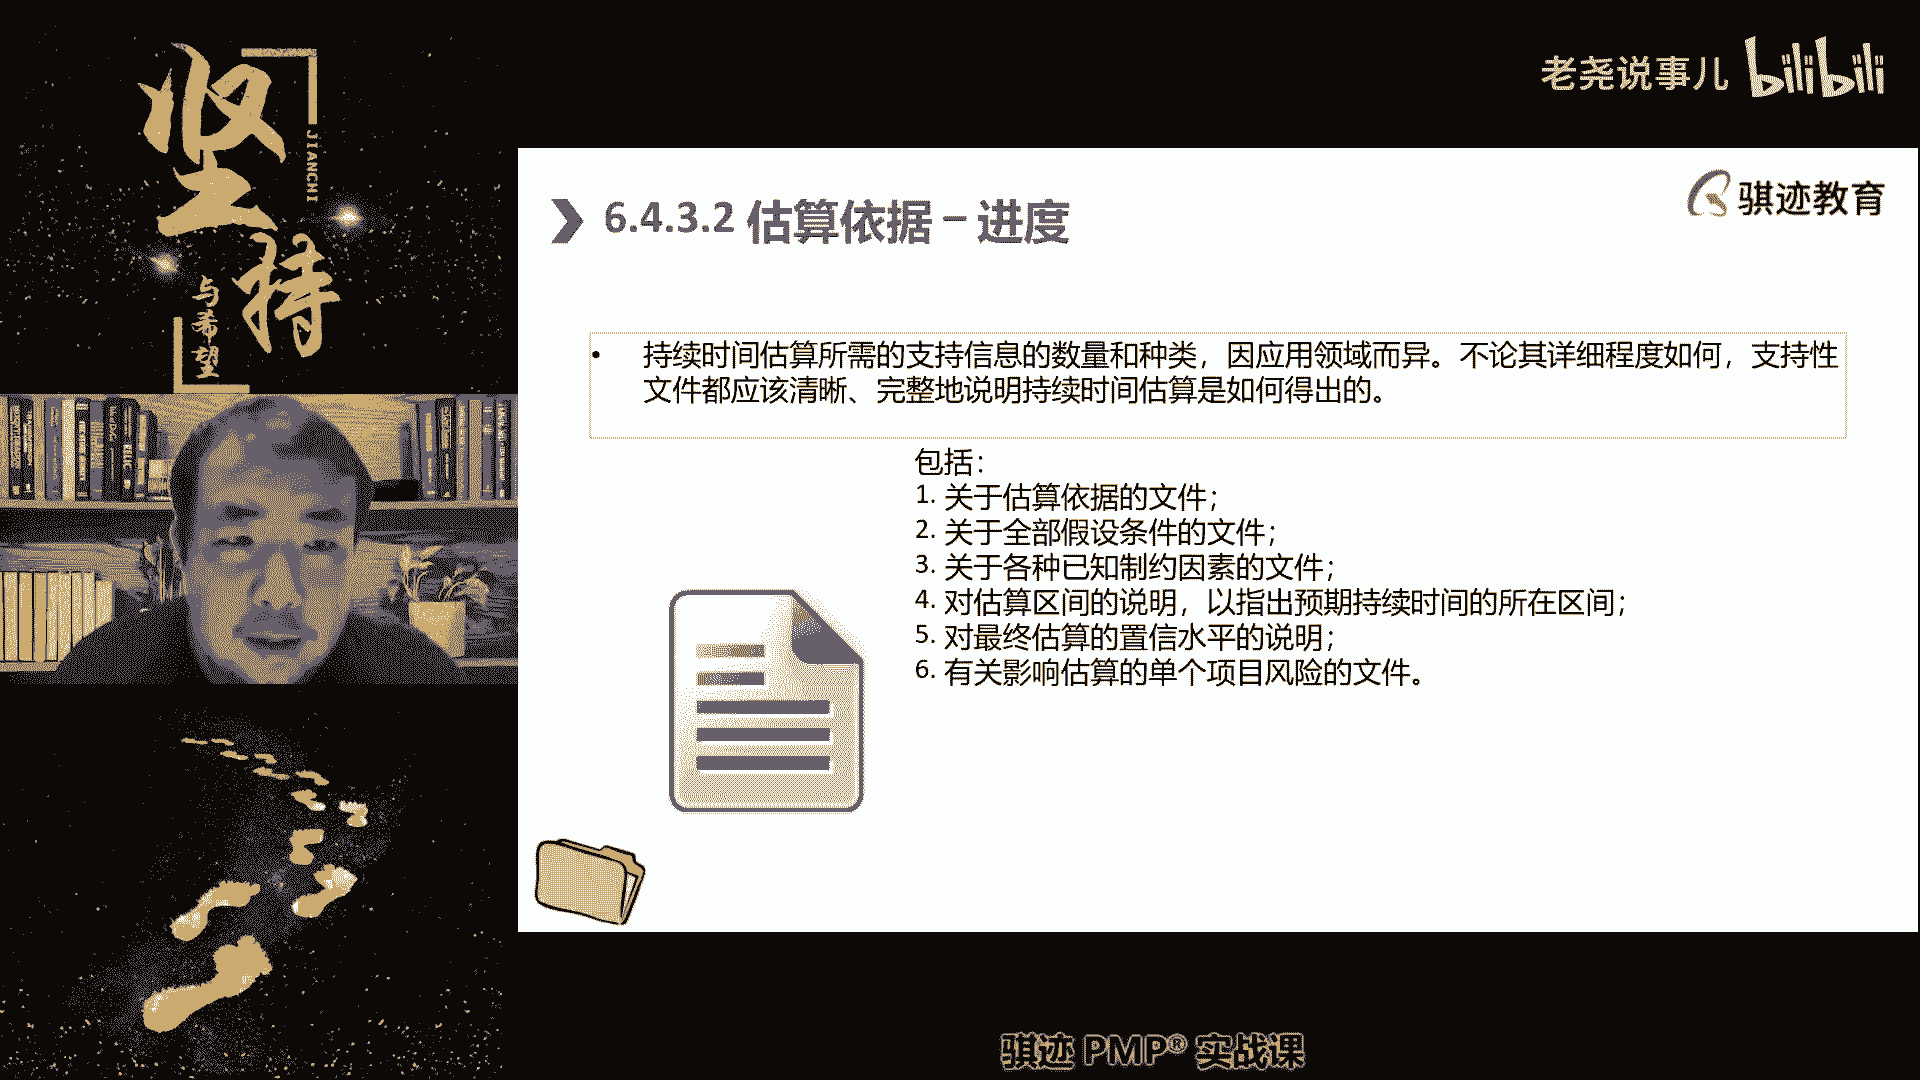 坚持
JIANCHI
与希望
老尧说事儿 bilibili
骐迹教育
6.4.3.2 估算依据 – 进度
• 持续时间估算所需的支持信息的数量和种类，因应用领域而异。不论其详细程度如何，支持性
文件都应该清晰、完整地说明持续时间估算是如何得出的。
包括：
1. 关于估算依据的文件；
2. 关于全部假设条件的文件；
3. 关于各种已知制约因素的文件；
4. 对估算区间的说明，以指出预期持续时间的所在区间；
5. 对最终估算的置信水平的说明；
6. 有关影响估算的单个项目风险的文件。
骐迹 PMP® 实战课